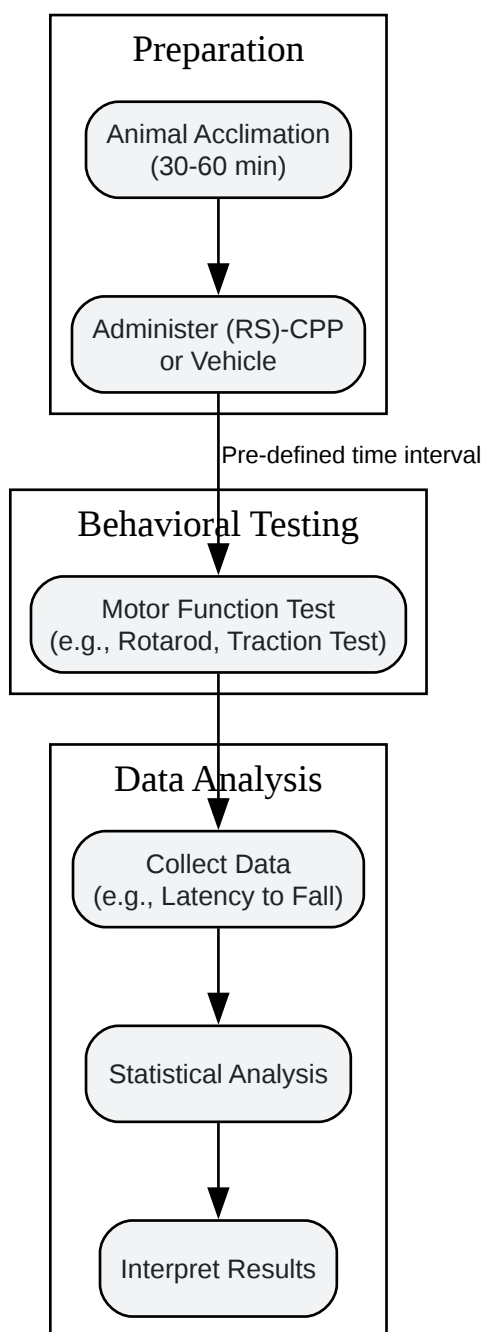 Preparation
Animal Acclimation
(30-60 min)
Administer (RS)-CPP
or Vehicle
Pre-defined time interval
Behavioral Testing
Motor Function Test
(e.g., Rotarod, Traction Test)
Data Analysis
Collect Data
(e.g., Latency to Fall)
Statistical Analysis
Interpret Results